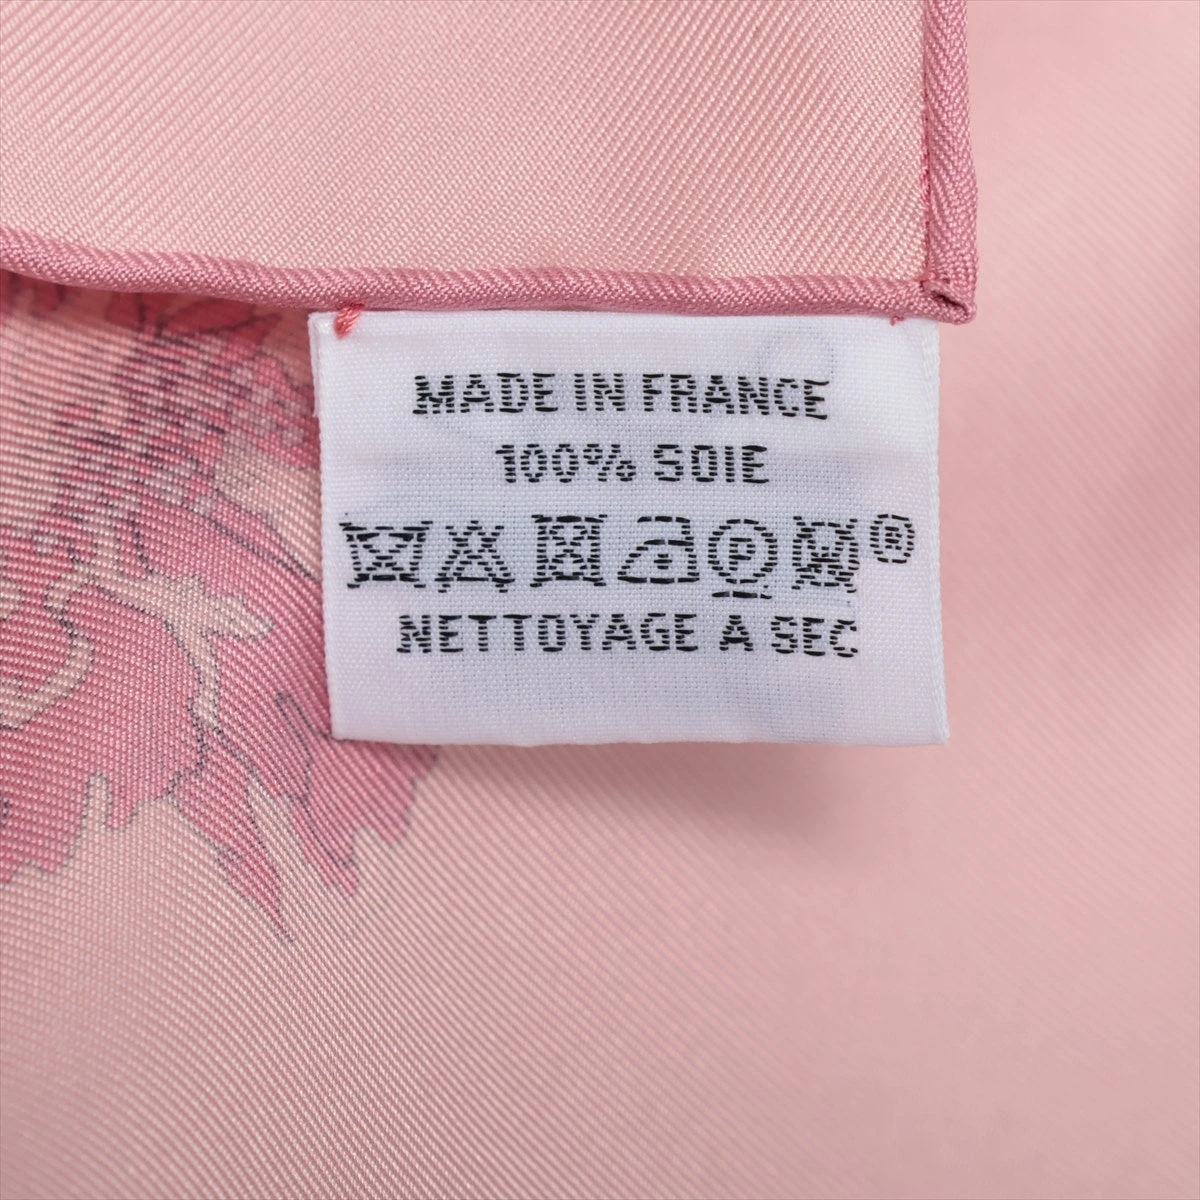 MADE IN FRANCE
100% SOIE
P ®
NETTOYAGE A SEC